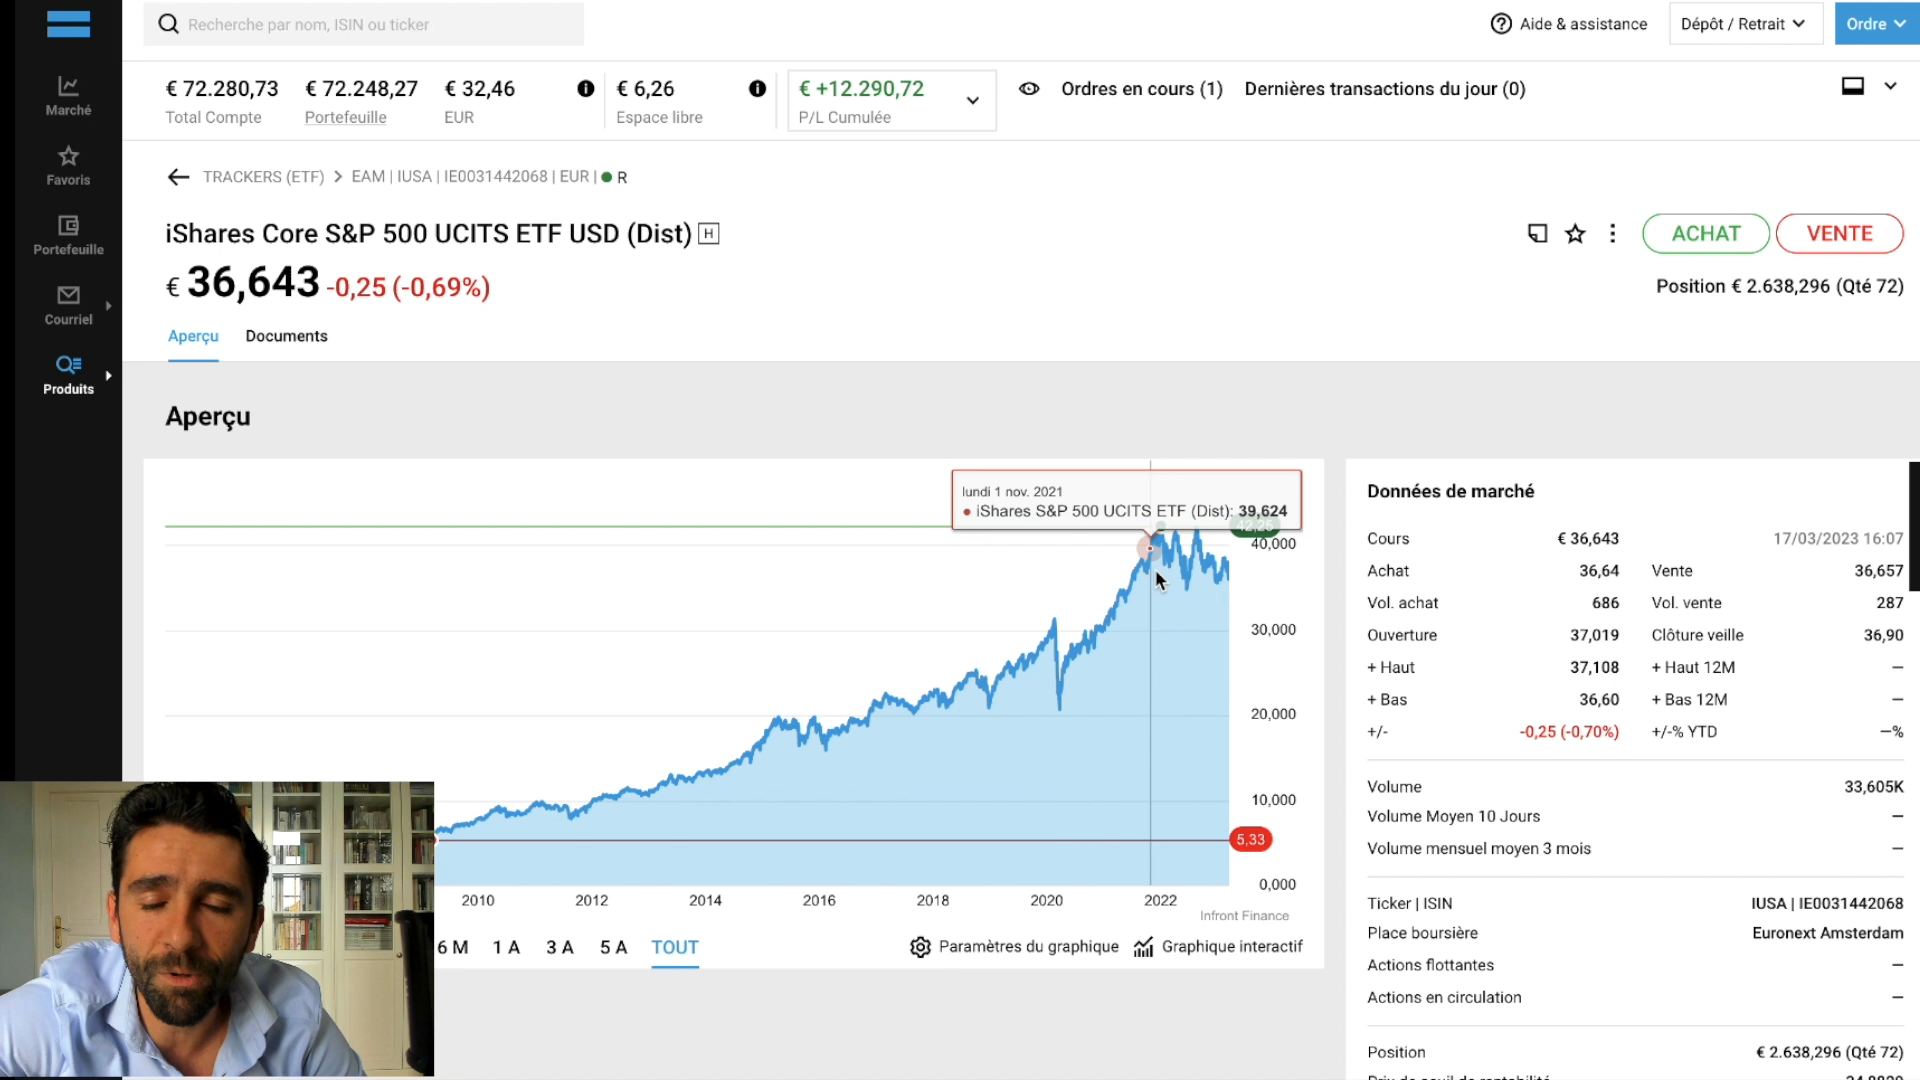 Recherche par nom, ISIN ou ticker
Aide & assistance
Dépôt / Retrait
Ordre
€ 72.280,73
Total Compte
€ 72.248,27
Portefeuille
€ 32,46
EUR
€ 6,26
Espace libre
€ +12.290,72
P/L Cumulée
Ordres en cours (1)
Dernières transactions du jour (0)
Marché
Favoris
Portefeuille
Courriel
Produits
TRACKERS (ETF) > EAM | IUSA | IE0031442068 | EUR | R
iShares Core S&P 500 UCITS ETF USD (Dist) H
€ 36,643 -0,25 (-0,69%)
ACHAT
VENTE
Position € 2.638,296 (Qté 72)
Aperçu
Documents
Aperçu
lundi 1 nov. 2021
iShares S&P 500 UCITS ETF (Dist): 39,624
42,25
40,000
30,000
20,000
10,000
5,33
0,000
2010 2012 2014 2016 2018 2020 2022
Infront Finance
6 M 1 A 3 A 5 A TOUT
Paramètres du graphique
Graphique interactif
Données de marché
Cours € 36,643 17/03/2023 16:07
Achat 36,64 Vente 36,657
Vol. achat 686 Vol. vente 287
Ouverture 37,019 Clôture veille 36,90
+ Haut 37,108 + Haut 12M —
+ Bas 36,60 + Bas 12M —
+/- -0,25 (-0,70%) +/-% YTD —%
Volume 33,605K
Volume Moyen 10 Jours —
Volume mensuel moyen 3 mois —
Ticker | ISIN IUSA | IE0031442068
Place boursière Euronext Amsterdam
Actions flottantes —
Actions en circulation —
Position € 2.638,296 (Qté 72)